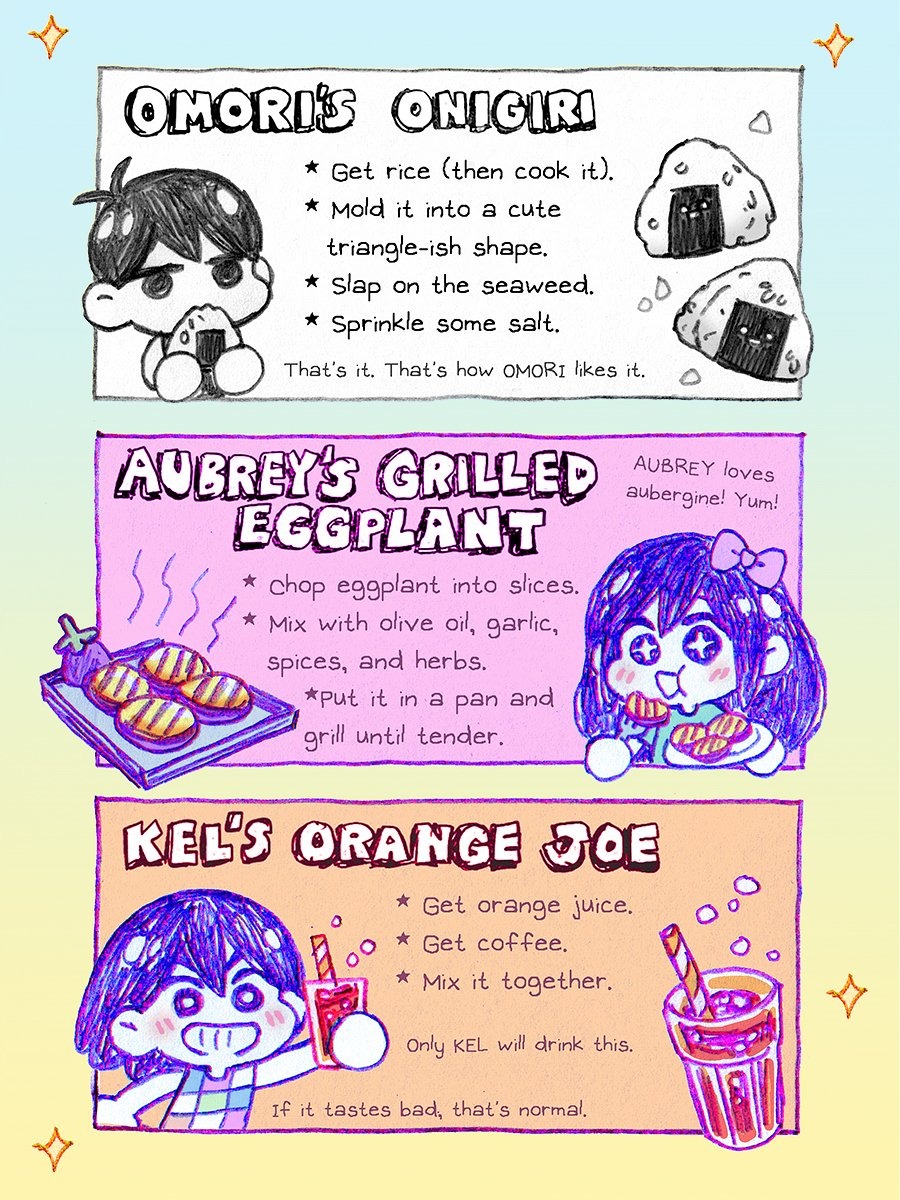 OMORI'S ONIGIRI
★ Get rice (then cook it).
★ Mold it into a cute
triangle-ish shape.
★ Slap on the seaweed.
★ Sprinkle some salt.
That's it. That's how OMORI likes it.
AUBREY'S GRILLED
EGGPLANT
AUBREY loves
aubergine! Yum!
★ Chop eggplant into slices.
★ Mix with olive oil, garlic,
spices, and herbs.
★Put it in a pan and
grill until tender.
KEL'S ORANGE JOE
★ Get orange juice.
★ Get coffee.
★ Mix it together.
Only KEL will drink this.
If it tastes bad, that's normal.